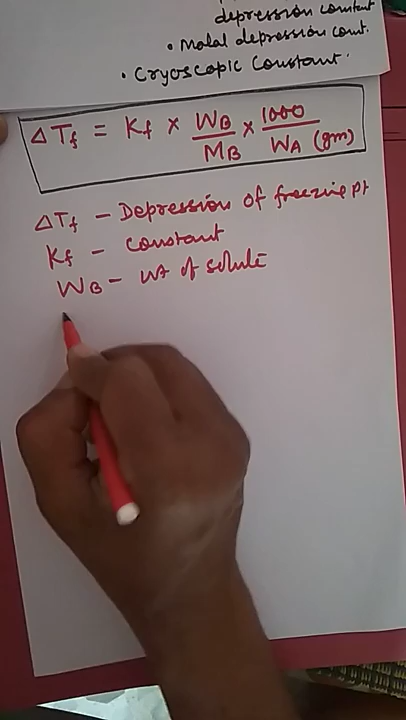 depression constant
• Molal depression cont.
• Cryoscopic Constant.
ΔTf = Kf × WB/MB × 1000/WA (gm)
ΔTf – Depression of freezing pt
Kf – constant
WB – wt of solute